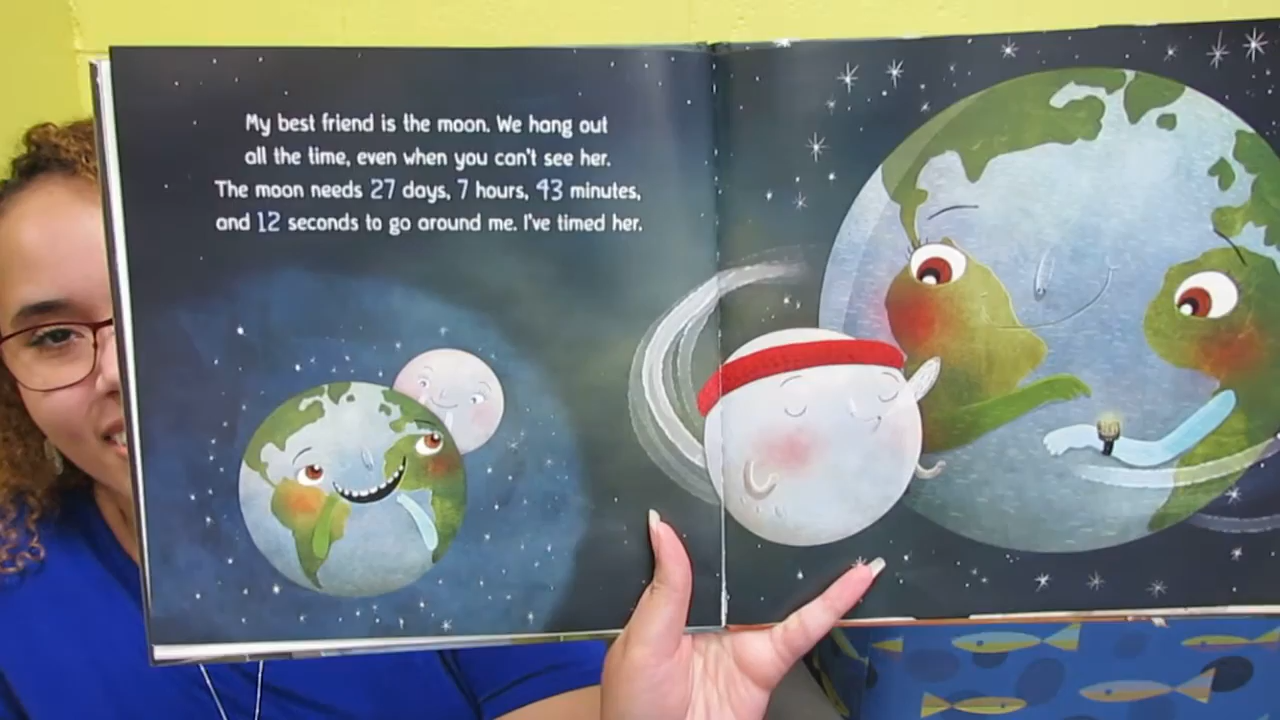 My best friend is the moon. We hang out
all the time, even when you can't see her.
The moon needs 27 days, 7 hours, 43 minutes,
and 12 seconds to go around me. I've timed her.